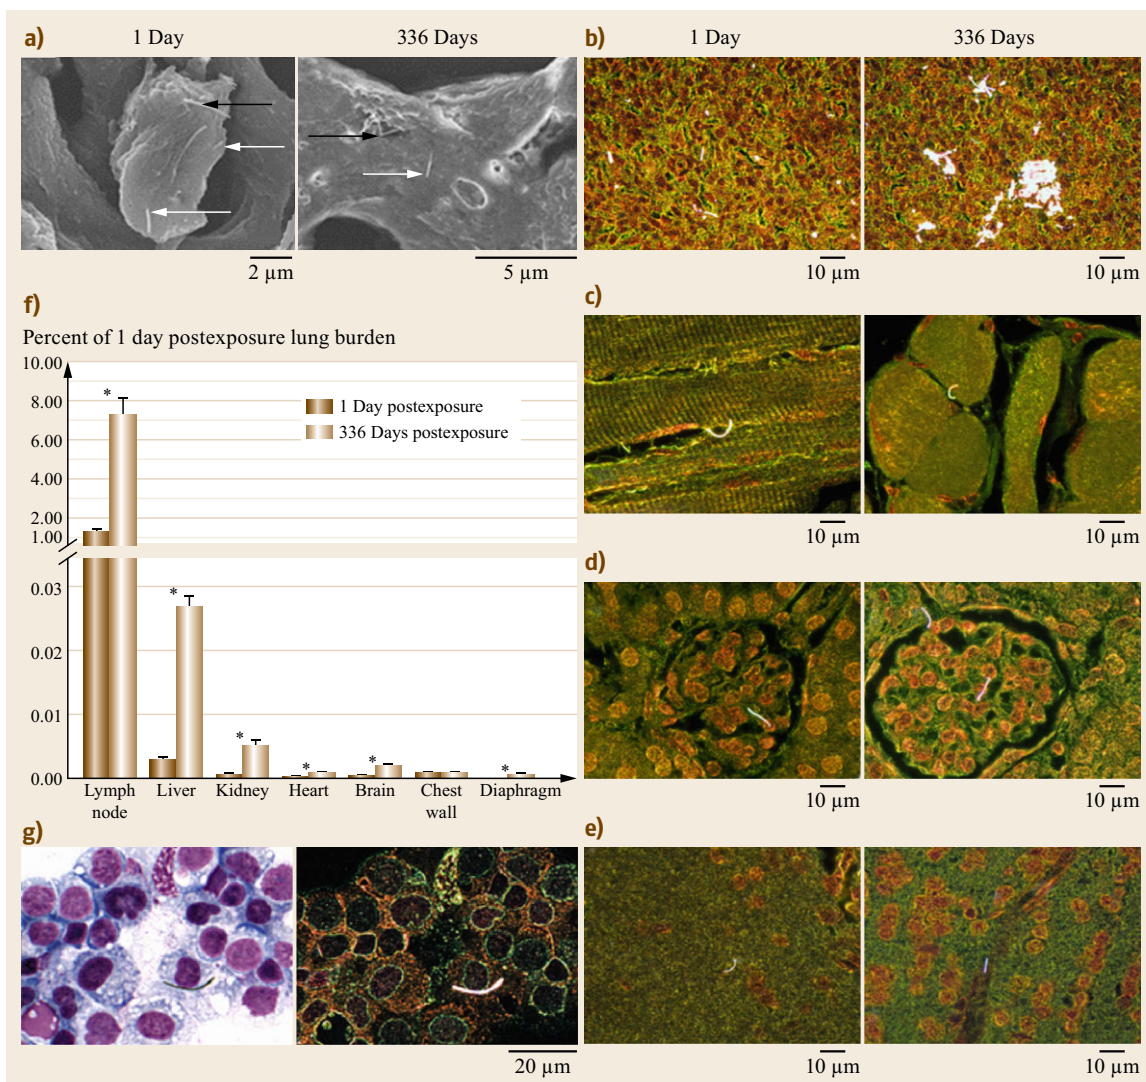 a)
1 Day
336 Days
2 µm
5 µm
b)
1 Day
336 Days
10 µm
10 µm
f)
Percent of 1 day postexposure lung burden
10.00
8.00
6.00
4.00
2.00
1.00
0.03
0.02
0.01
0.00
*
*
*
*
*
*
1 Day postexposure
336 Days postexposure
Lymph node
Liver
Kidney
Heart
Brain
Chest wall
Diaphragm
c)
10 µm
10 µm
d)
10 µm
10 µm
g)
20 µm
e)
10 µm
10 µm